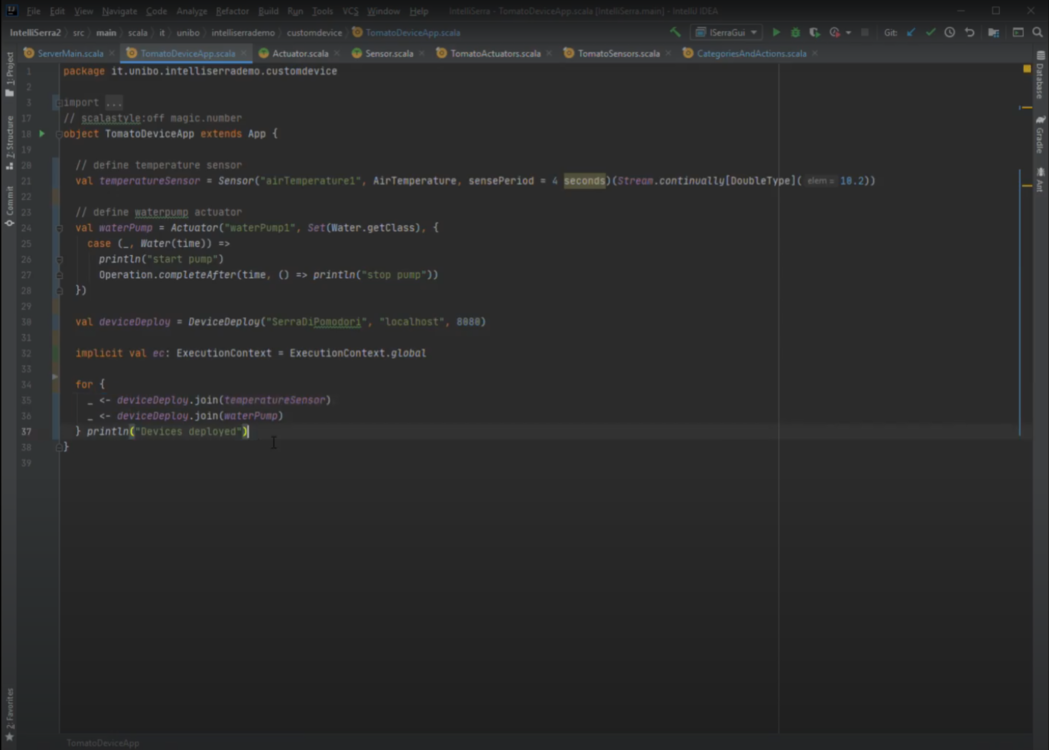 File Edit View Navigate Code Analyze Refactor Build Run Tools VCS Window Help IntelliSerra - TomatoDeviceApp.scala [IntelliSerra.main] - IntelliJ IDEA
IntelliSerra2 src main scala it unibo intelliserrademo customdevice TomatoDeviceApp.scala ISerraGui Git:
ServerMain.scala TomatoDeviceApp.scala Actuator.scala Sensor.scala TomatoActuators.scala TomatoSensors.scala CategoriesAndActions.scala
1: Project
Z: Structure
Commit
2: Favorites
Database
Gradle
Ant
1 package it.unibo.intelliserrademo.customdevice
2
3 import ...
17 // scalastyle:off magic.number
18 object TomatoDeviceApp extends App {
19
20 // define temperature sensor
21 val temperatureSensor = Sensor("airTemperature1", AirTemperature, sensePeriod = 4 seconds)(Stream.continually[DoubleType]( elem = 18.2))
22
23 // define waterpump actuator
24 val waterPump = Actuator("waterPump1", Set(Water.getClass), {
25 case (_, Water(time)) =>
26 println("start pump")
27 Operation.completeAfter(time, () => println("stop pump"))
28 })
29
30 val deviceDeploy = DeviceDeploy("SerraDiPomodori", "localhost", 8080)
31
32 implicit val ec: ExecutionContext = ExecutionContext.global
33
34 for {
35 _ <- deviceDeploy.join(temperatureSensor)
36 _ <- deviceDeploy.join(waterPump)
37 } println("Devices deployed")
38 }
39
TomatoDeviceApp